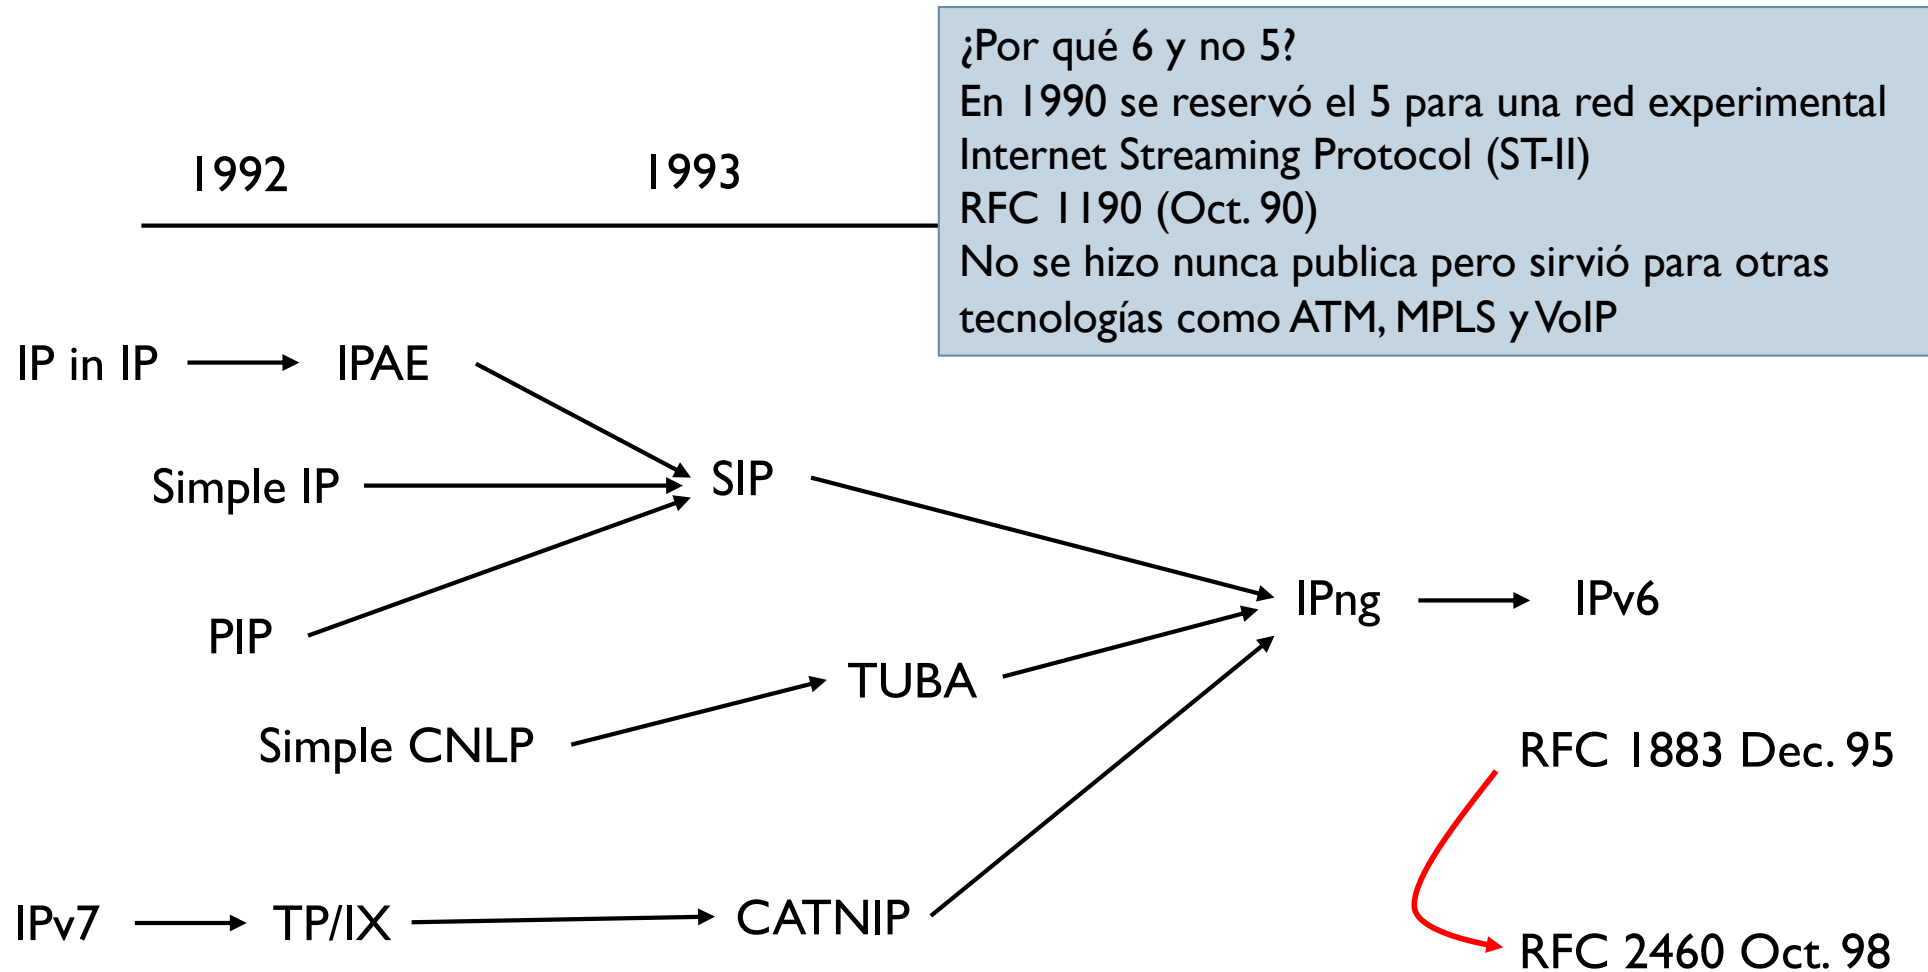 ¿Por qué 6 y no 5?
En 1990 se reservó el 5 para una red experimental
Internet Streaming Protocol (ST-II)
RFC 1190 (Oct. 90)
No se hizo nunca publica pero sirvió para otras
tecnologías como ATM, MPLS y VoIP
1992 1993
IP in IP IPAE
Simple IP SIP
PIP
IPng IPv6
TUBA
Simple CNLP
RFC 1883 Dec. 95
IPv7 TP/IX CATNIP
RFC 2460 Oct. 98